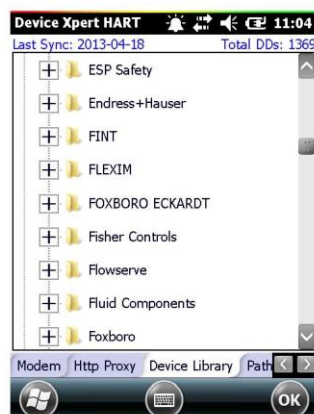 Device Xpert HART 11:04
Last Sync: 2013-04-18 Total DDs: 1369
ESP Safety
Endress+Hauser
FINT
FLEXIM
FOXBORO ECKARDT
Fisher Controls
Flowserve
Fluid Components
Foxboro
Modem Http Proxy Device Library Path
OK